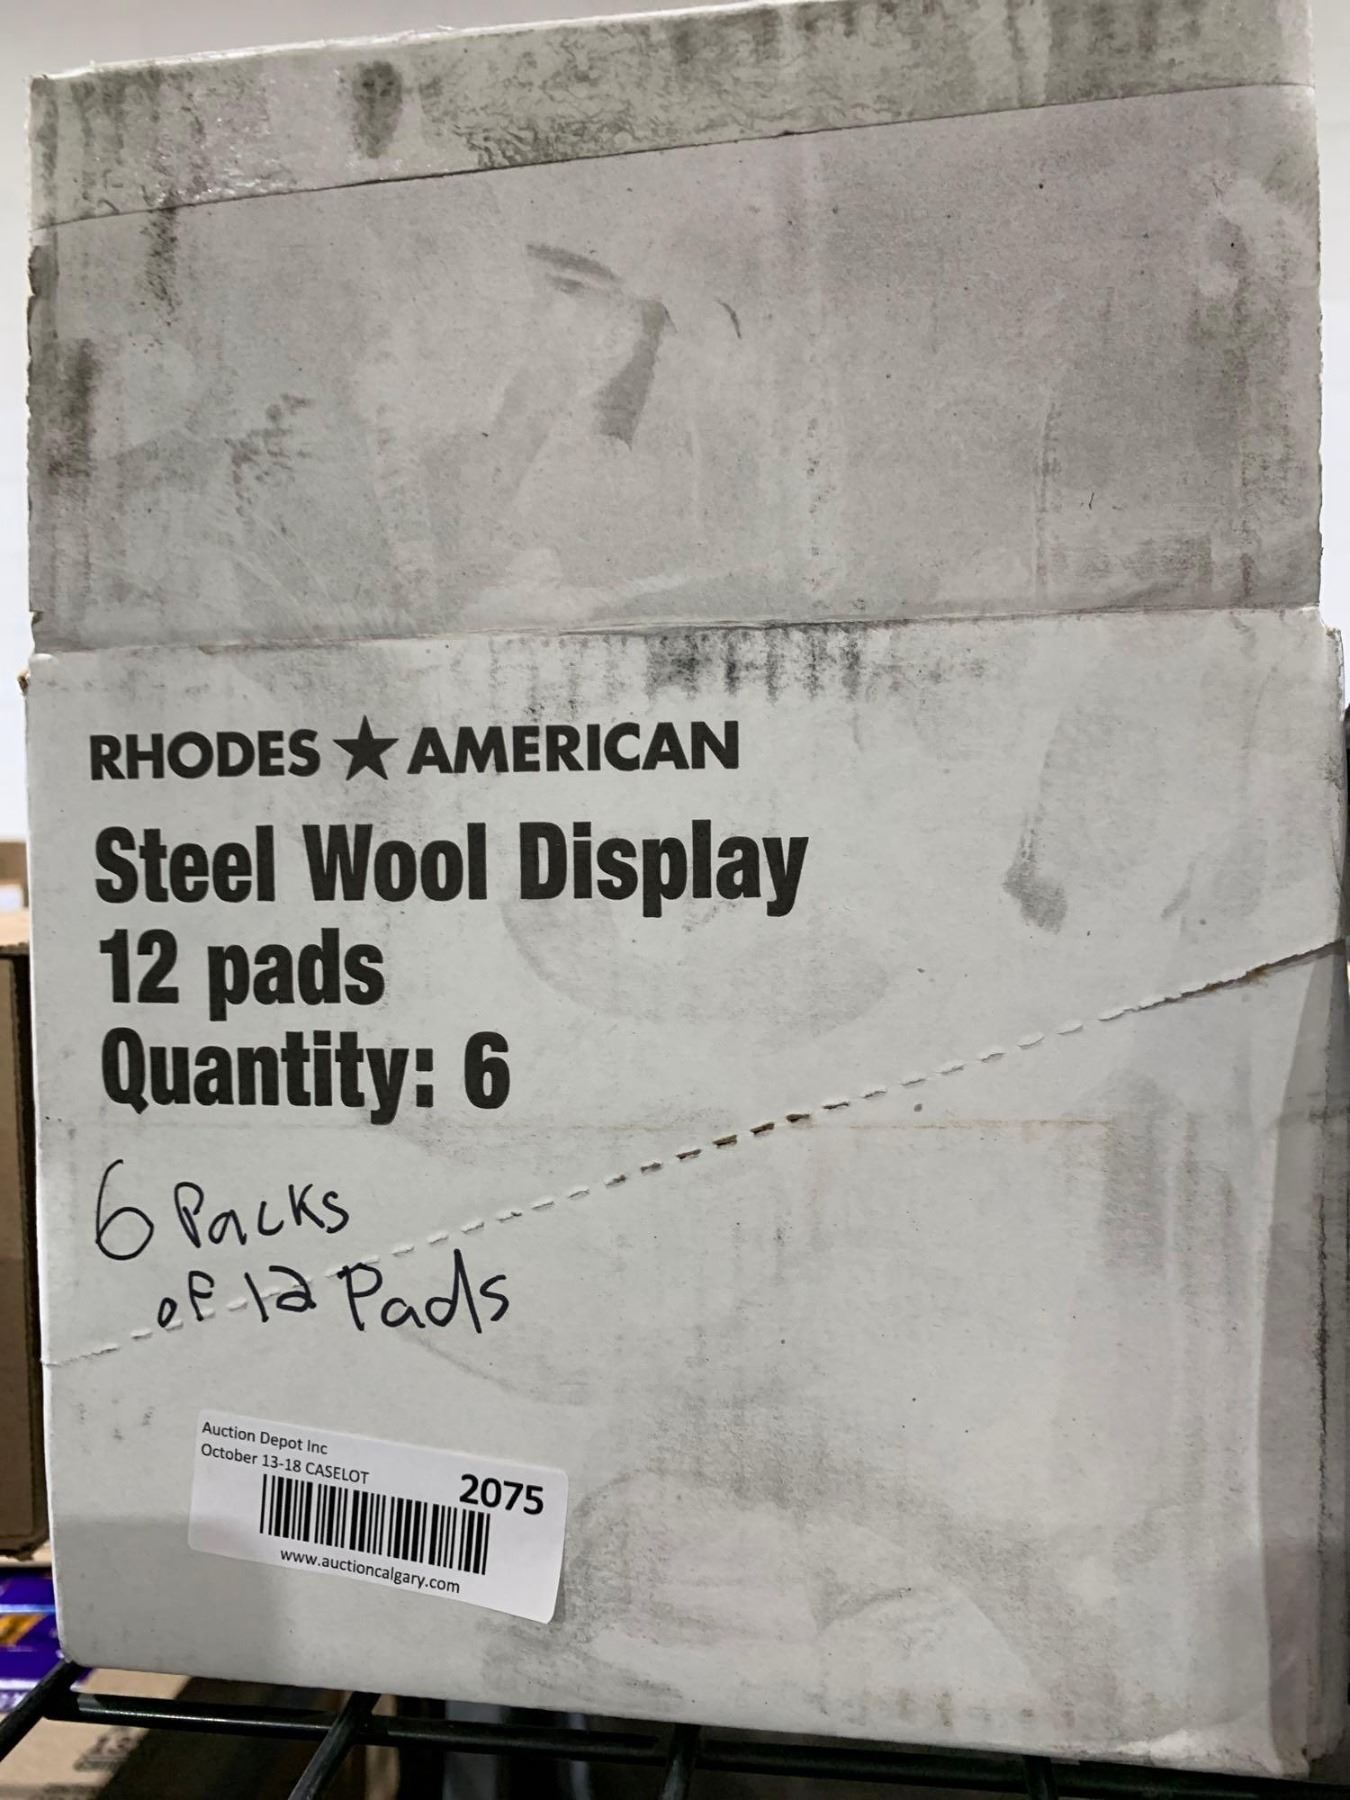 RHODES ★ AMERICAN
Steel Wool Display
12 pads
Quantity: 6
6 Packs
of 12 Pads
Auction Depot Inc
October 13-18 CASELOT
2075
www.auctioncalgary.com